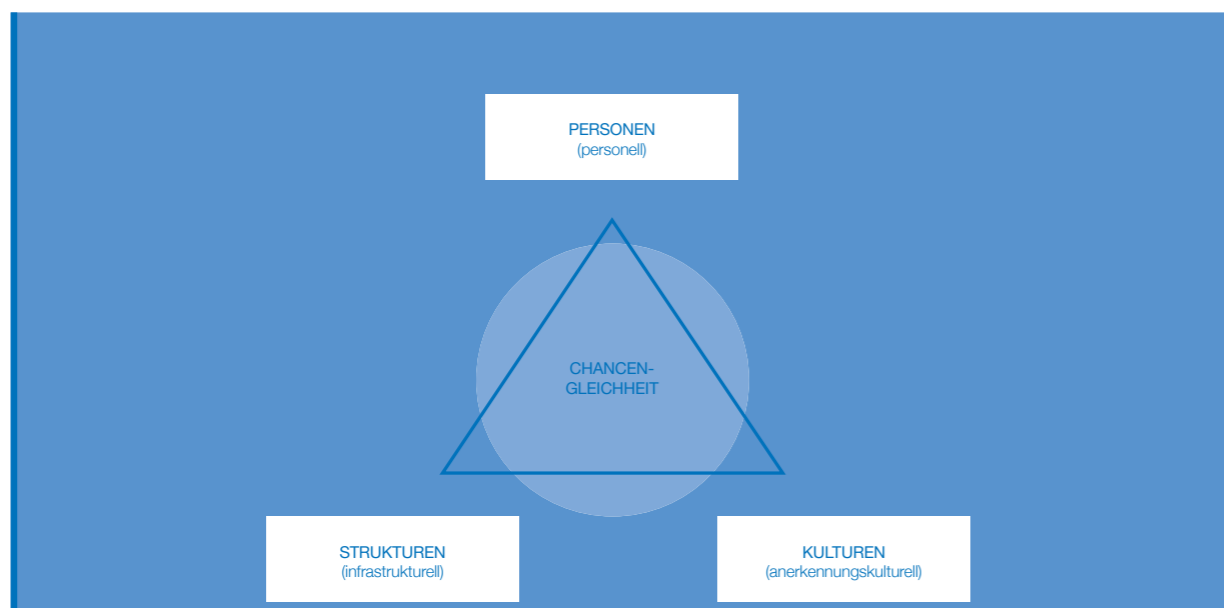 PERSONEN
(personell)
CHANCEN-
GLEICHHEIT
STRUKTUREN
(infrastrukturell)
KULTUREN
(anerkennungskulturell)